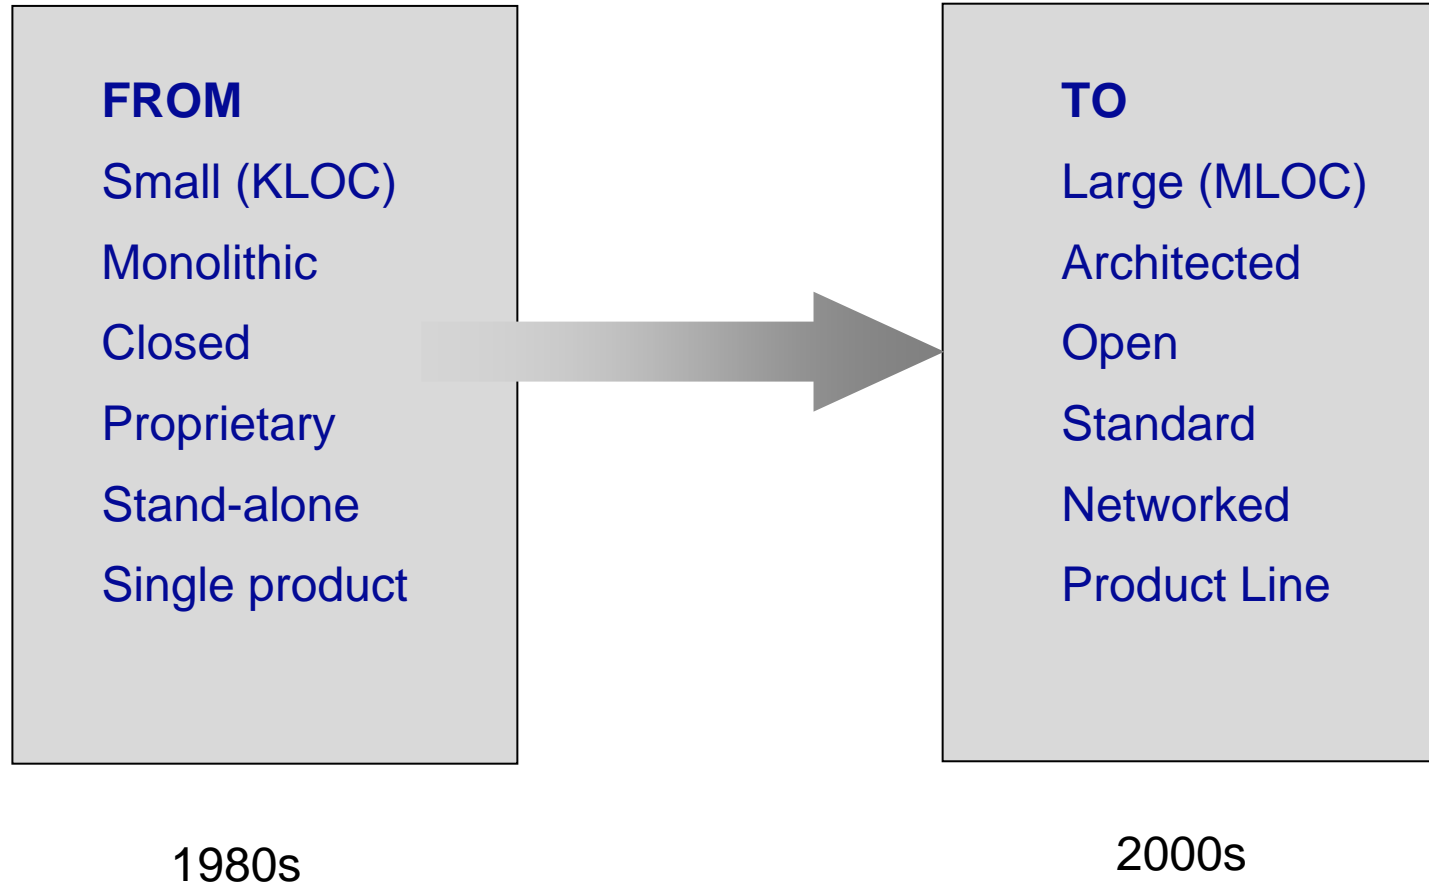 FROM
Small (KLOC)
Monolithic
Closed
Proprietary
Stand-alone
Single product
1980s
TO
Large (MLOC)
Architected
Open
Standard
Networked
Product Line
2000s